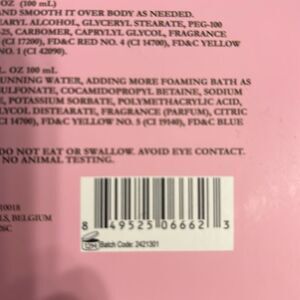 OZ (100 mL)
AND SMOOTH IT OVER BODY AS NEEDED.
ARYL ALCOHOL, GLYCERYL STEARATE, PEG-100
-25, CARBOMER, CAPRYLYL GLYCOL, FRAGRANCE
(CI 17200), FD&C RED NO. 4 (CI 14700), FD&C YELLOW
. 1 (CI 42090).
L. OZ 100 mL
UNNING WATER, ADDING MORE FOAMING BATH AS
SULFONATE, COCAMIDOPROPYL BETAINE, SODIUM
E, POTASSIUM SORBATE, POLYMETHACRYLIC ACID,
GLYCOL DISTEARATE, FRAGRANCE (PARFUM), CITRIC
CI 14700), FD&C YELLOW NO. 5 (CI 19140), FD&C BLUE
DO NOT EAT OR SWALLOW. AVOID EYE CONTACT.
NO ANIMAL TESTING.
10018
LS, BELGIUM
06C
8 49525 06662 3
Batch Code: 2421301